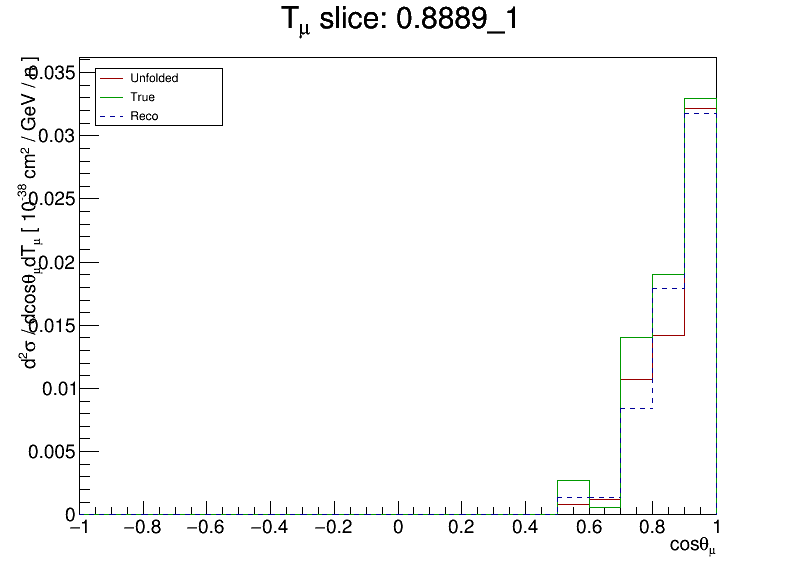 Tμ slice: 0.8889_1
d²σ / dcosθμdTμ [ 10⁻³⁸ cm² / GeV / n ]
0.035
0.03
0.025
0.02
0.015
0.01
0.005
0
Unfolded
True
Reco
−1 −0.8 −0.6 −0.4 −0.2 0 0.2 0.4 0.6 0.8 1
cosθμ